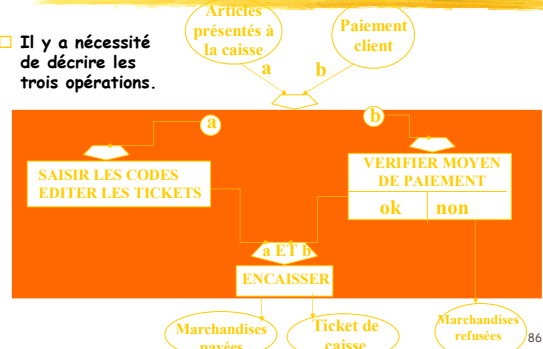 Articles
présentés à
la caisse
Paiement
client
Il y a nécessité
de décrire les
trois opérations.
a
b
a
b
SAISIR LES CODES
EDITER LES TICKETS
VERIFIER MOYEN
DE PAIEMENT
ok
non
a ET b
ENCAISSER
Marchandises
payées
Ticket de
caisse
Marchandises
refusées
86